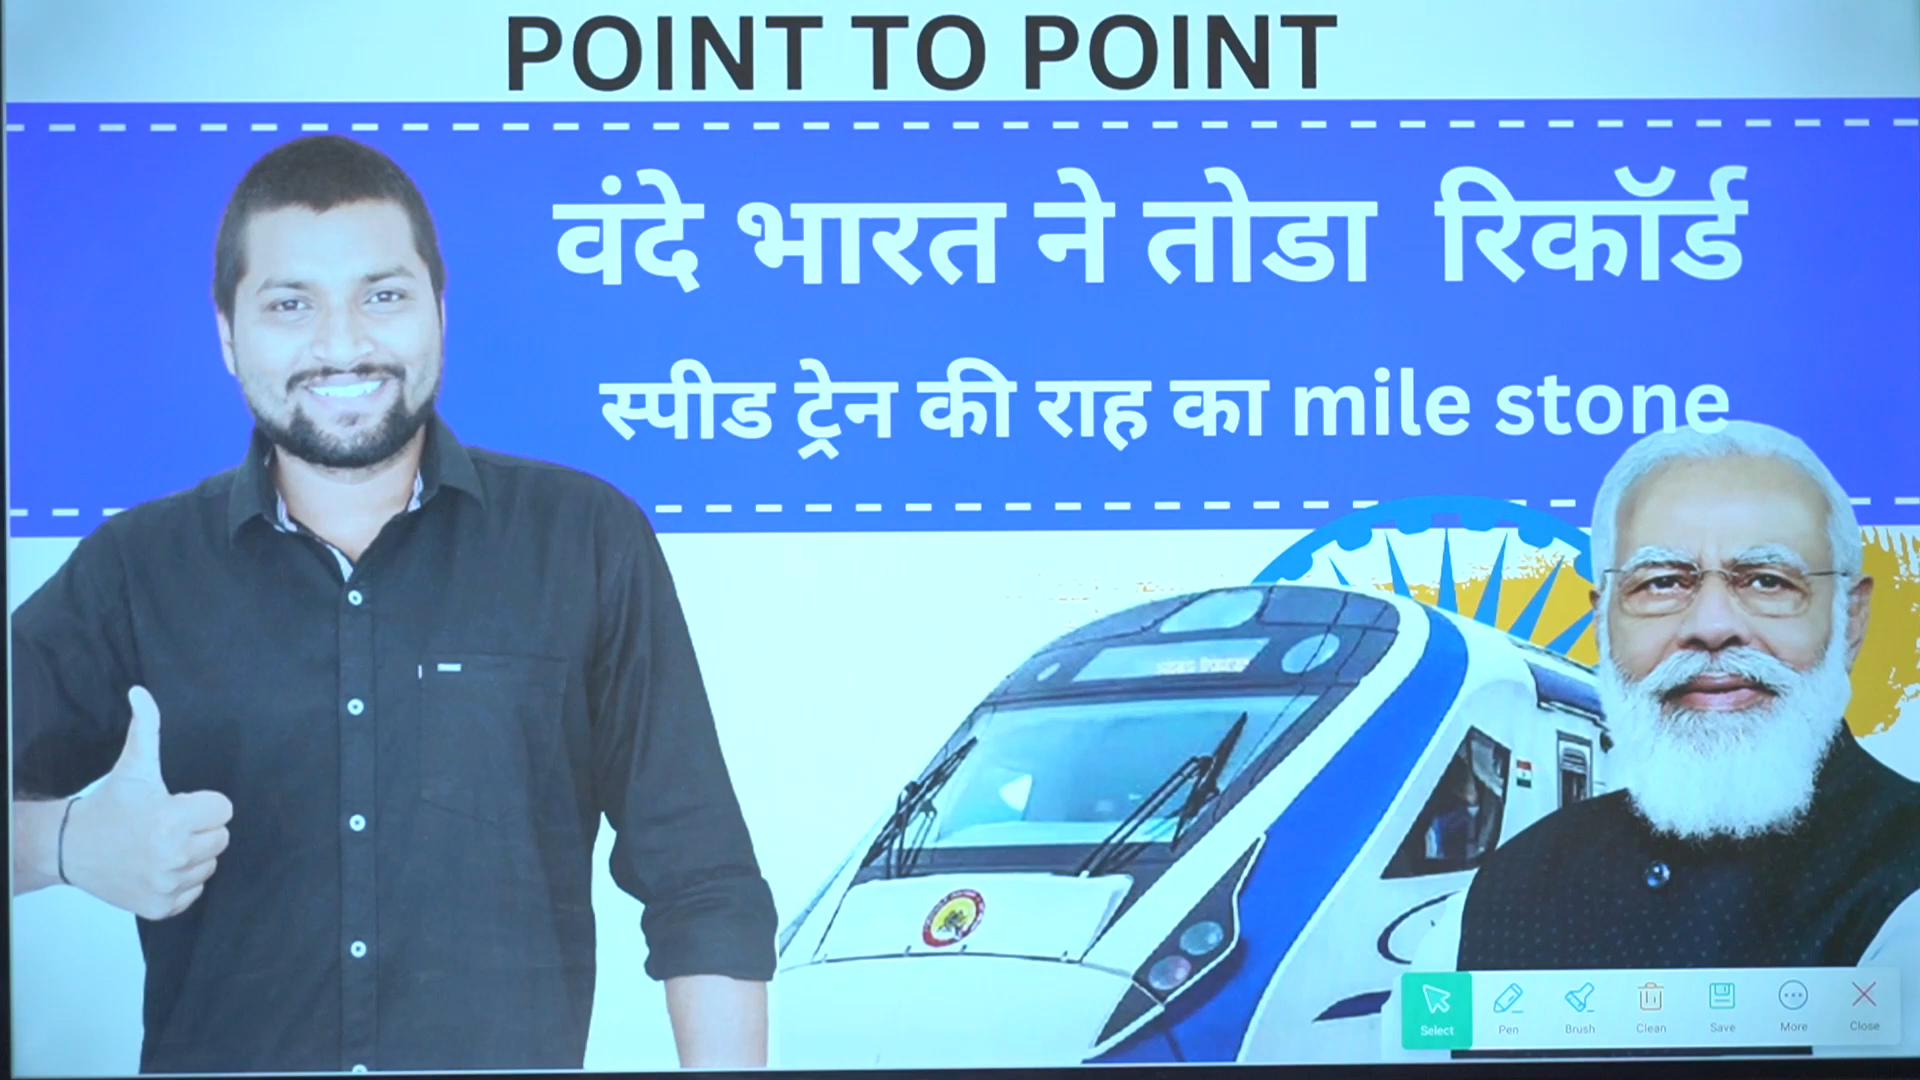 POINT TO POINT
वंदे भारत ने तोडा रिकॉर्ड
स्पीड ट्रेन की राह का mile stone
Select
Pen
Brush
Clean
Save
More
Close